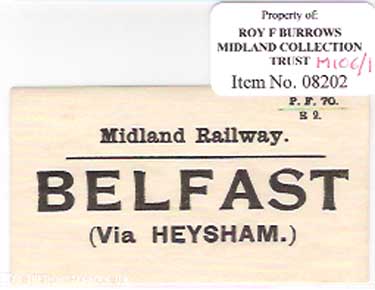 Property of:
ROY F BURROWS
MIDLAND COLLECTION
TRUST M106/1
Item No. 08202
P. F. 70.
R 2.
Midland Railway.
BELFAST
(Via HEYSHAM.)